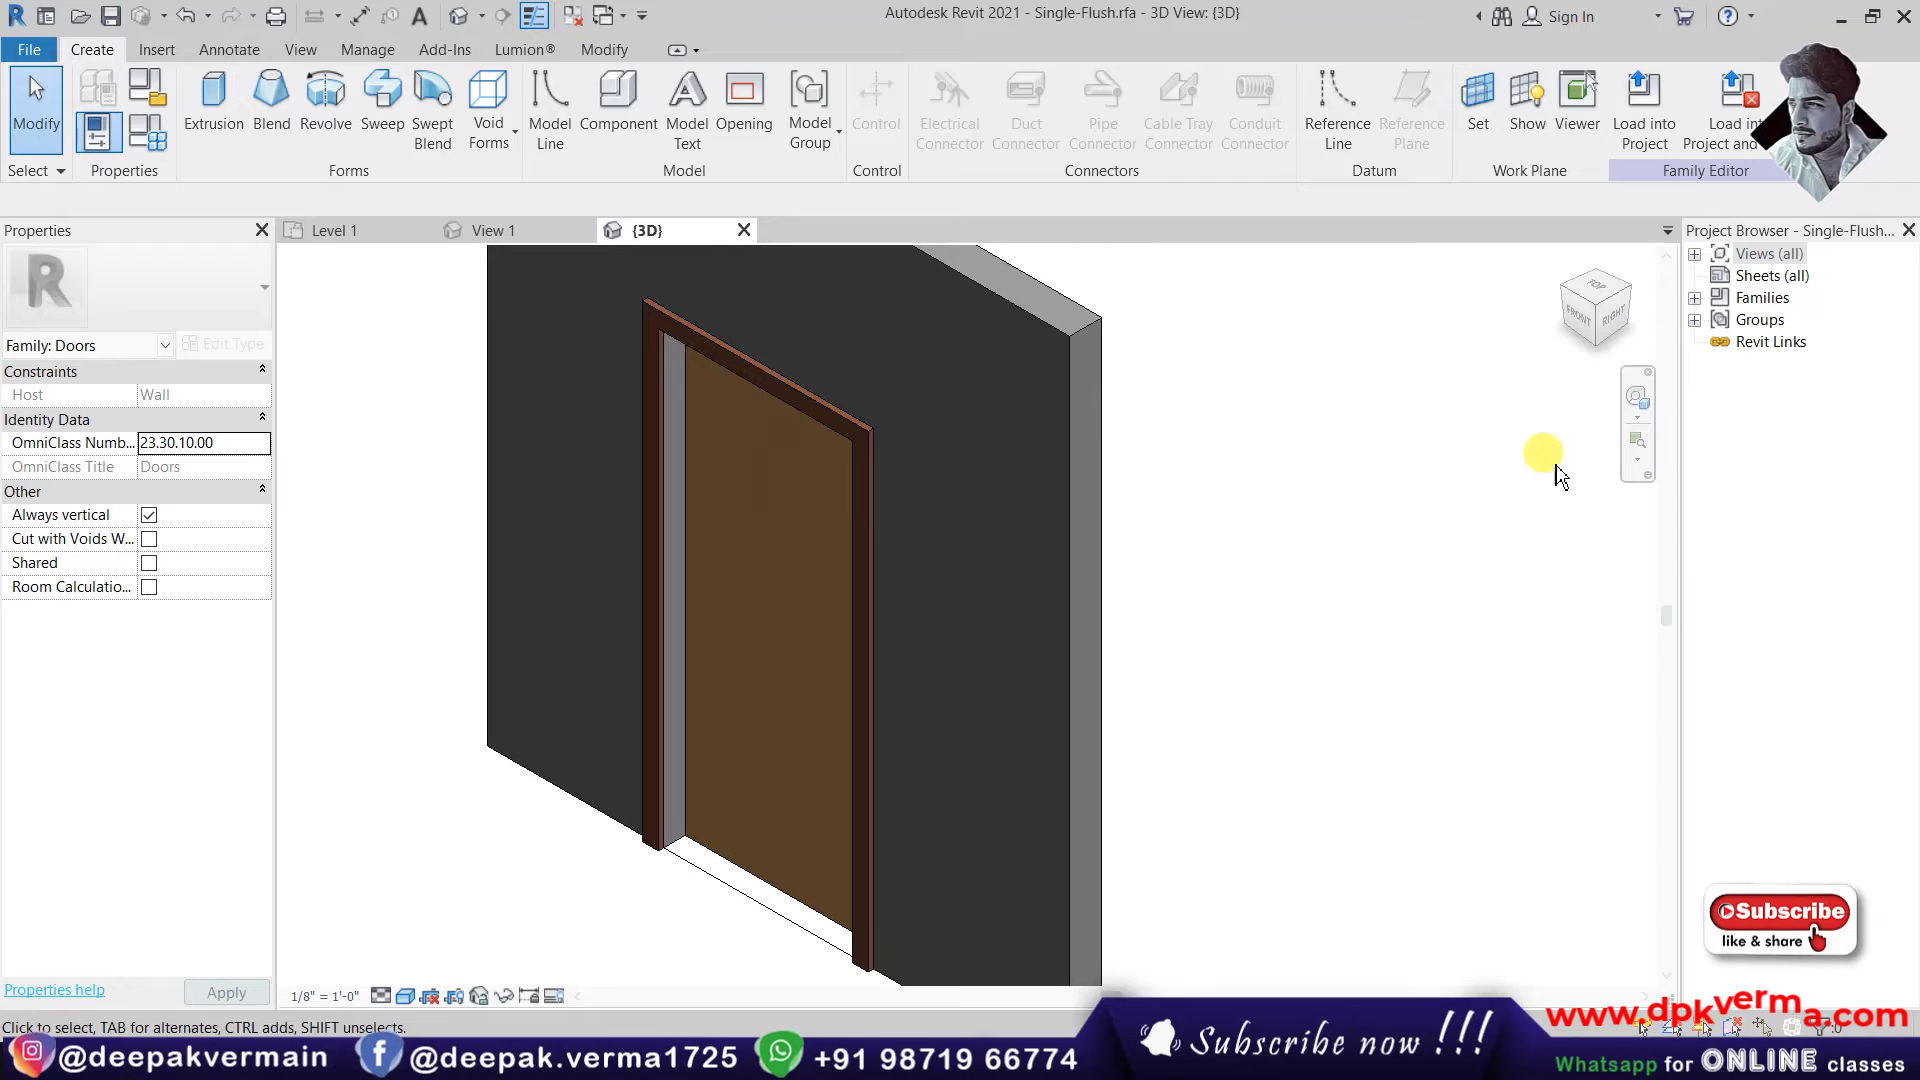 Autodesk Revit 2021 - Single-Flush.rfa - 3D View: {3D}
Sign In
File Create Insert Annotate View Manage Add-Ins Lumion® Modify
Modify
Extrusion Blend Revolve Sweep Swept Blend Void Forms
Model Line Component Model Text Opening Model Group
Control
Electrical Connector Duct Connector Pipe Connector Cable Tray Connector Conduit Connector
Reference Line Reference Plane
Set Show Viewer
Load into Project
Project and
Select Properties Forms Model Control Connectors Datum Work Plane Family Editor
Properties
Level 1 View 1 {3D}
Project Browser - Single-Flush...
Views (all)
Sheets (all)
Families
Groups
Revit Links
R
Family: Doors Edit Type
Constraints
Host Wall
Identity Data
OmniClass Numb... 23.30.10.00
OmniClass Title Doors
Other
Always vertical
Cut with Voids W...
Shared
Room Calculatio...
TOP
FRONT RIGHT
Properties help Apply
1/8" = 1'-0"
Click to select, TAB for alternates, CTRL adds, SHIFT unselects.
:0
Subscribe
like & share
@deepakvermain @deepak.verma1725 +91 98719 66774
Subscribe now !!!
www.dpkverma.com
Whatsapp for ONLINE classes